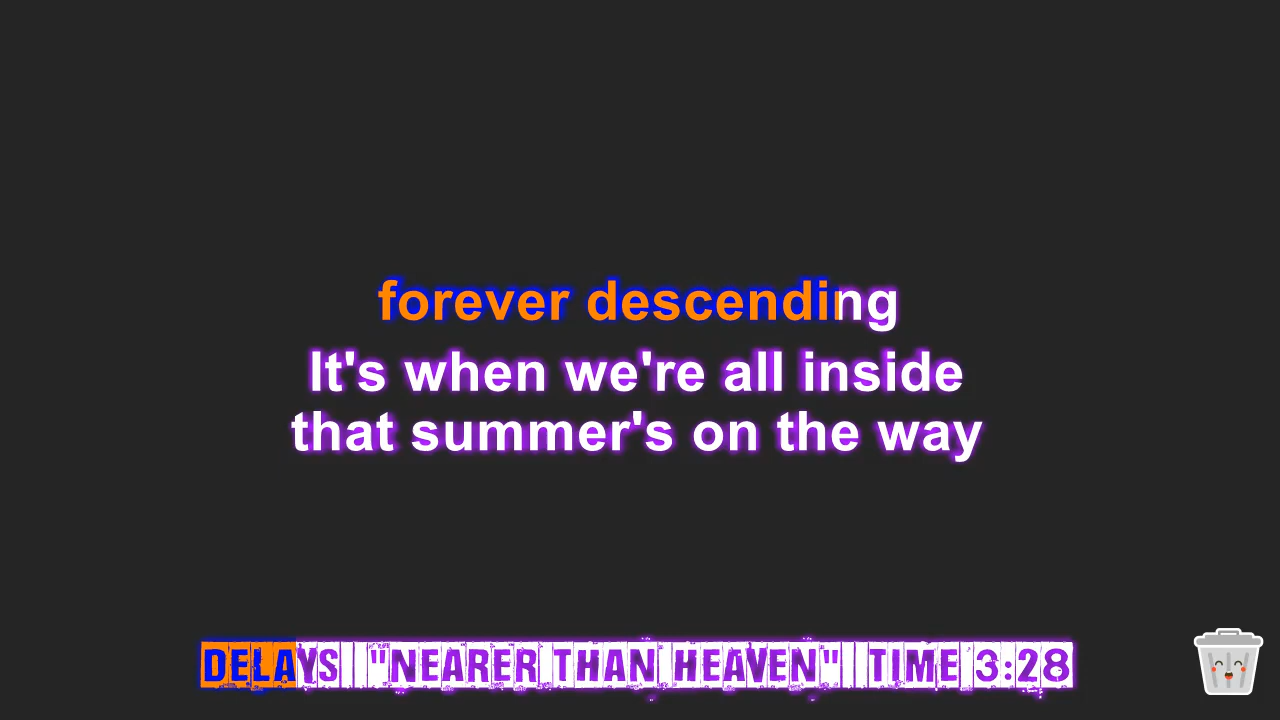 forever descending
It's when we're all inside
that summer's on the way
DELAYS | "NEARER THAN HEAVEN" | TIME 3:28